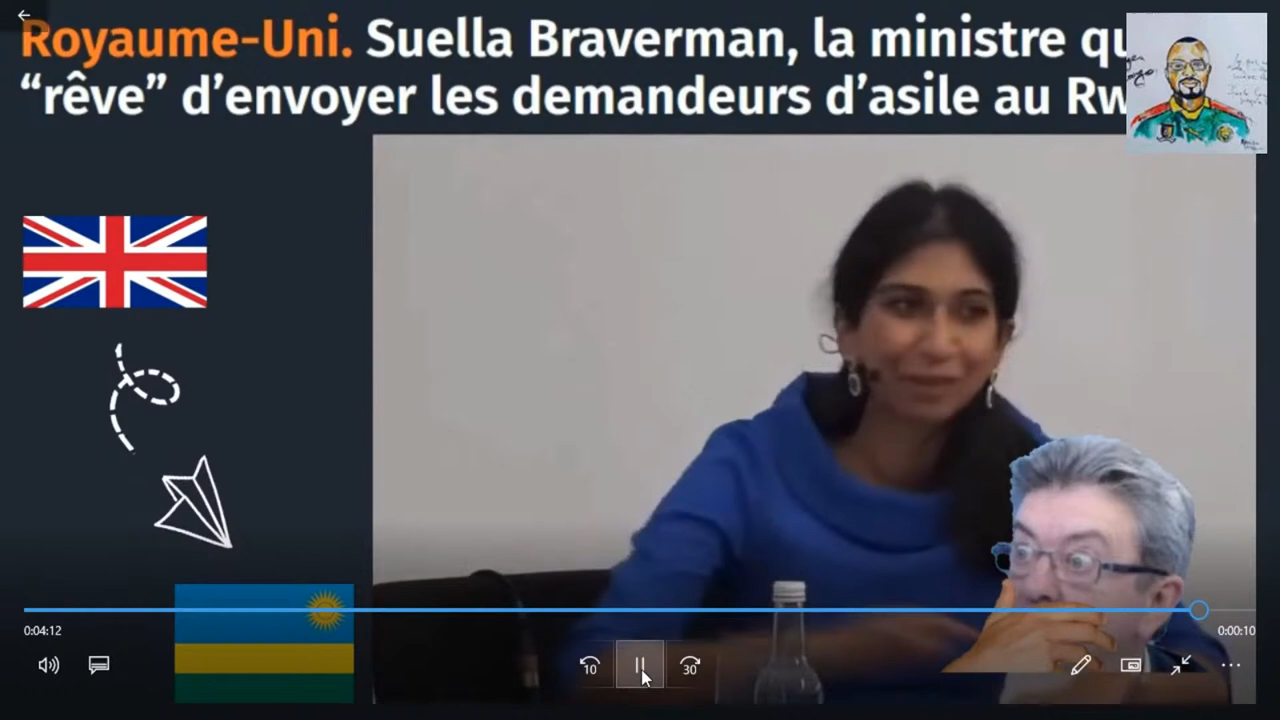 Royaume-Uni. Suella Braverman, la ministre qu
“rêve” d’envoyer les demandeurs d’asile au Rw
0:04:12
0:00:10
10
30